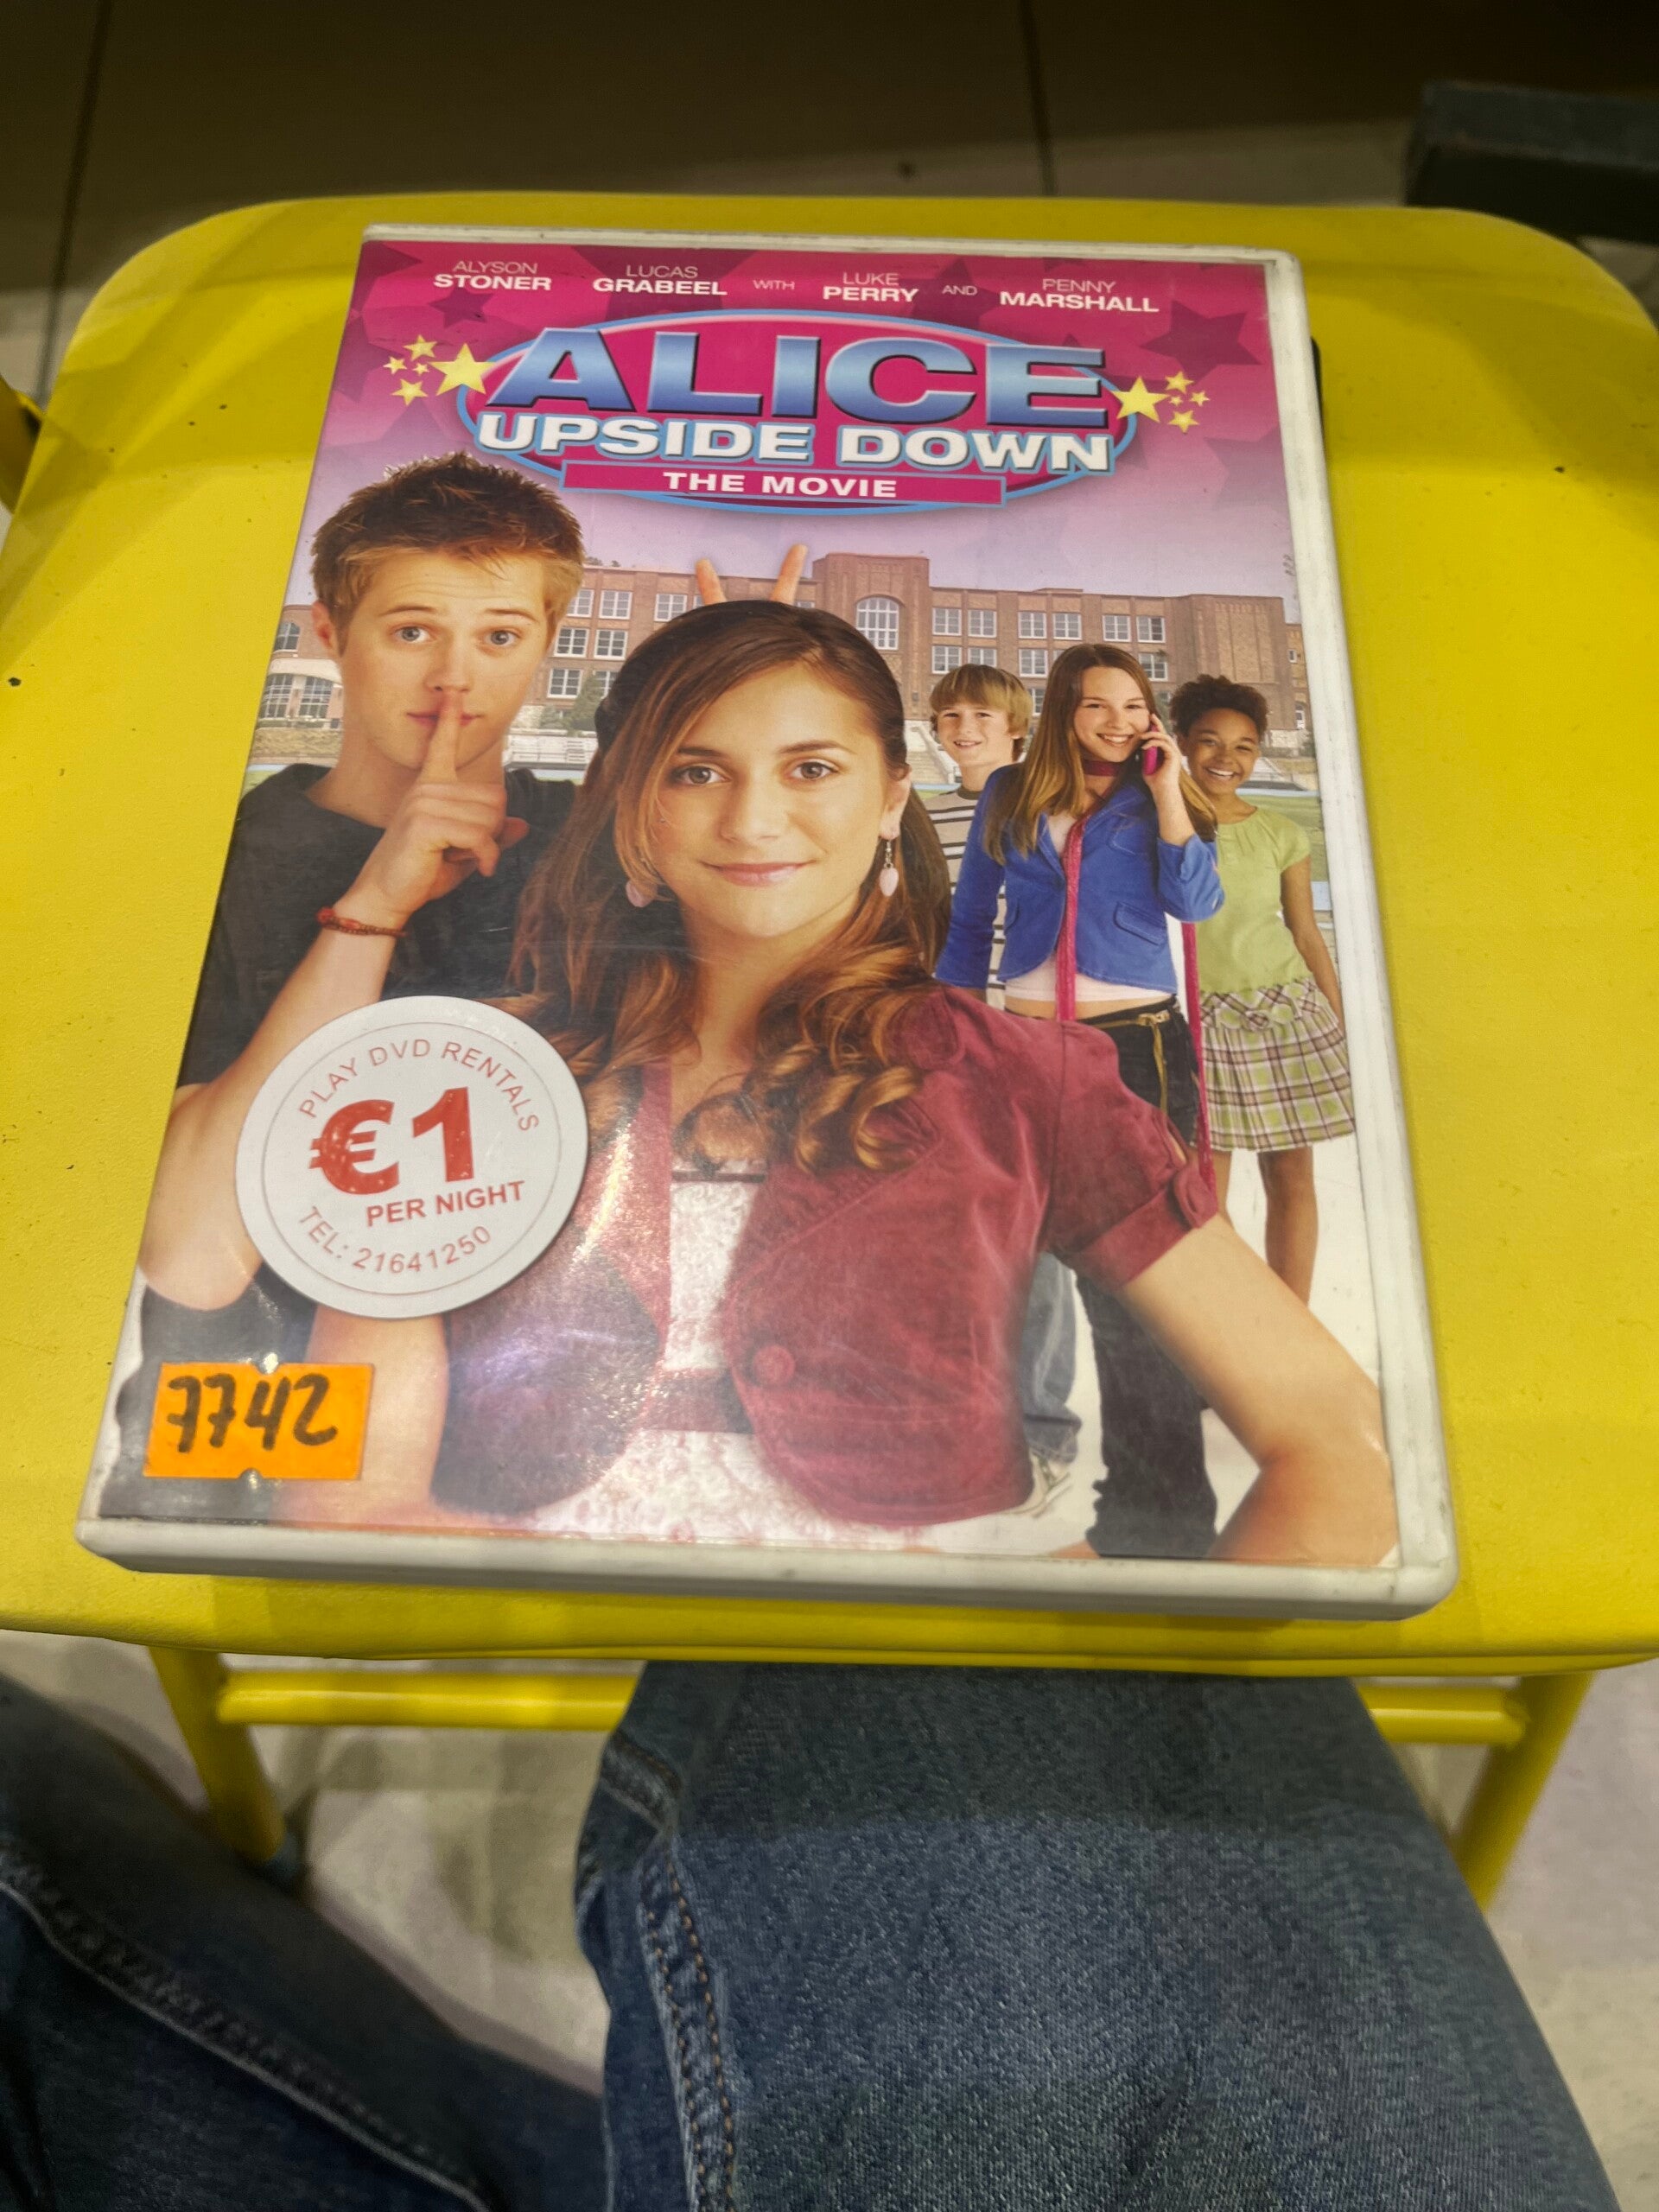 ALYSON LUCAS LUKE PENNY
STONER GRABEEL WITH PERRY AND MARSHALL
ALICE
UPSIDE DOWN
THE MOVIE
PLAY DVD RENTALS
€1
PER NIGHT
TEL: 21641250
7742